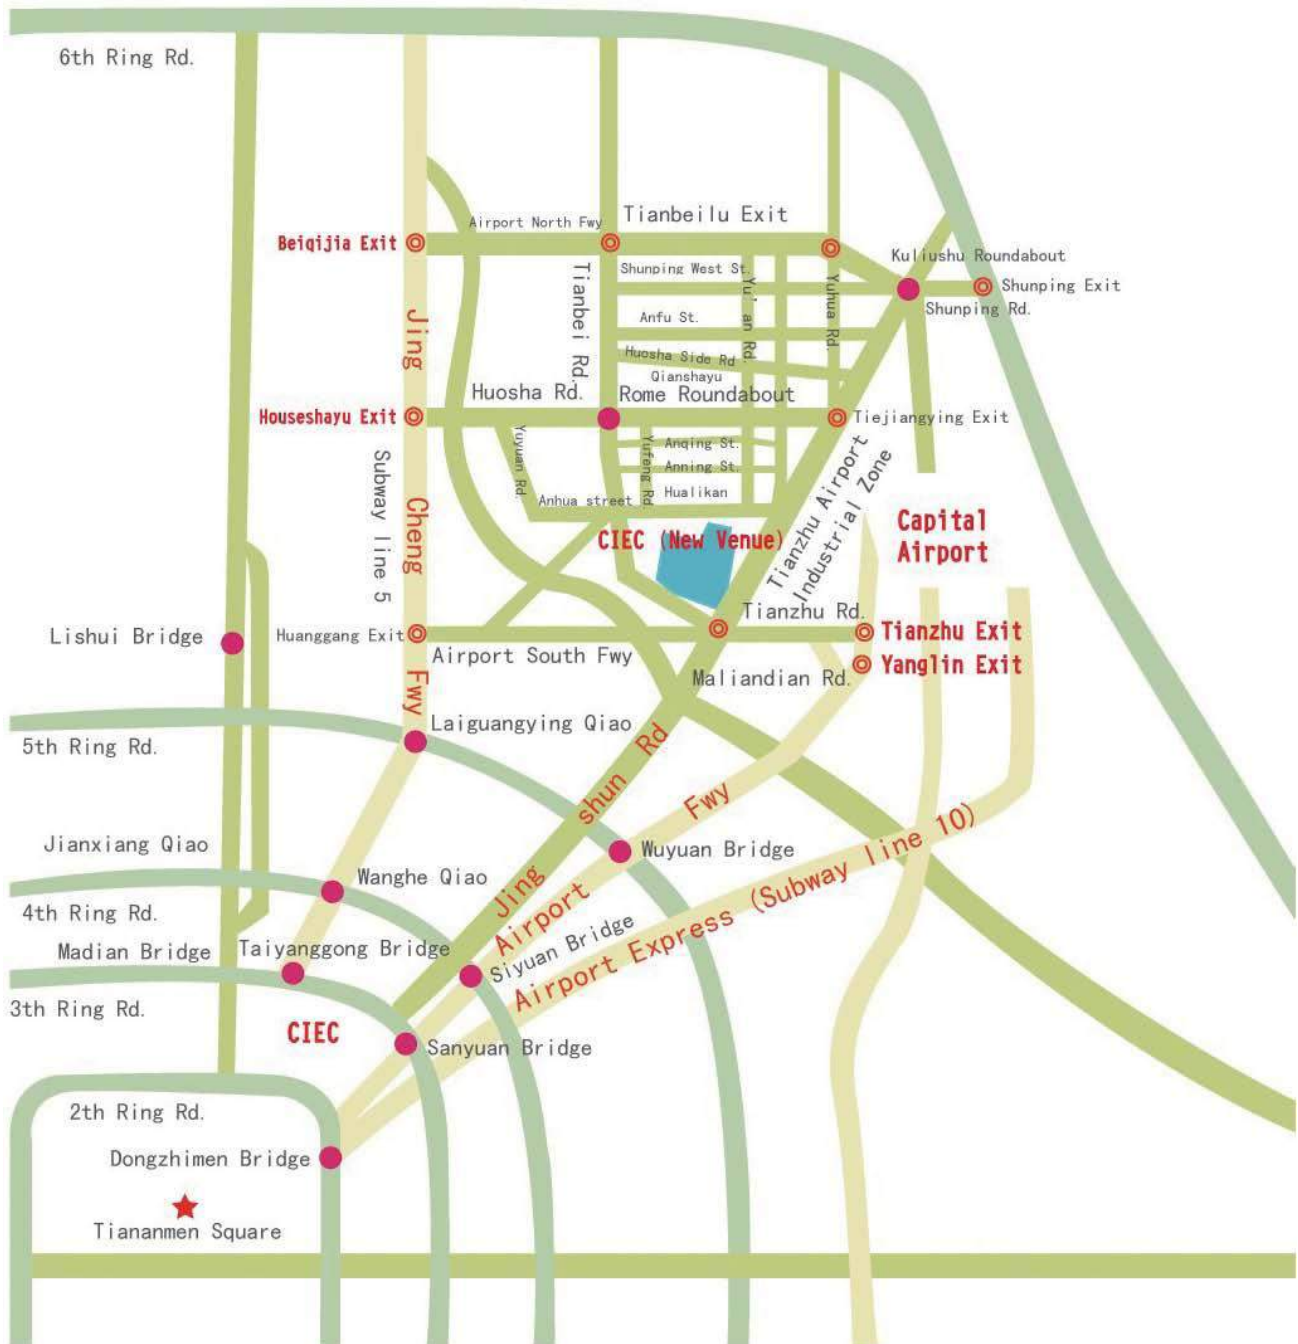 6th Ring Rd.
Airport North Fwy
Tianbeilu Exit
Beiqijia Exit
Kuliushu Roundabout
Shunping West St.
Shunping Exit
Shunping Rd.
Tianbei Rd.
Yu'an Rd.
Yuhua Rd.
Anfu St.
Huosha Side Rd
Qianshayu
Huosha Rd.
Rome Roundabout
Houseshayu Exit
Tiejiangying Exit
Yuyuan Rd.
Yufeng Rd.
Anqing St.
Anning St.
Hualikan
Anhua street
Subway line 5
Jing Cheng Fwy
CIEC (New Venue)
Tianzhu Airport
Industrial Zone
Capital
Airport
Lishui Bridge
Huanggang Exit
Airport South Fwy
Tianzhu Rd.
Tianzhu Exit
Maliandian Rd.
Yanglin Exit
Laiguangying Qiao
5th Ring Rd.
Jing shun Rd
Airport Fwy
Airport Express (Subway line 10)
Jianxiang Qiao
Wuyuan Bridge
Wanghe Qiao
4th Ring Rd.
Madian Bridge
Taiyanggong Bridge
Siyuan Bridge
3th Ring Rd.
CIEC
Sanyuan Bridge
2th Ring Rd.
Dongzhimen Bridge
Tiananmen Square